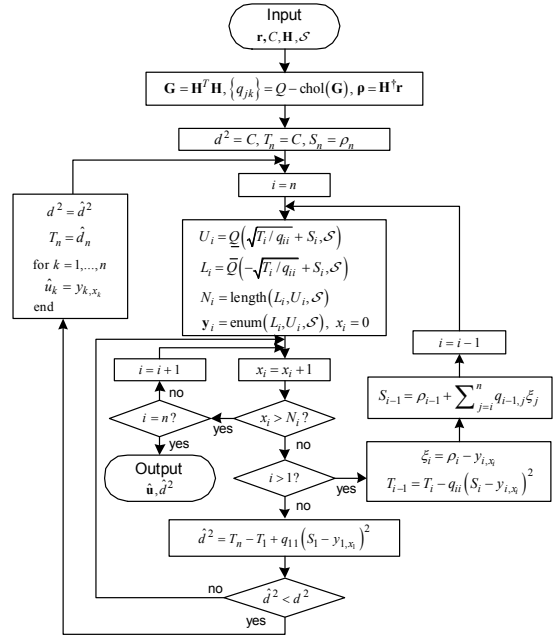 Input
r, C, H, 𝒮
G = HᵀH, {q_jk} = Q − chol(G), ρ = H†r
d² = C, T_n = C, S_n = ρ_n
i = n
d² = d̂²
T_n = d̂_n
for k = 1,...,n
û_k = y_{k,x_k}
end
U_i = Q̲(√(T_i / q_ii) + S_i, 𝒮)
L_i = Q̅(−√(T_i / q_ii) + S_i, 𝒮)
N_i = length(L_i, U_i, 𝒮)
y_i = enum(L_i, U_i, 𝒮), x_i = 0
i = i + 1
x_i = x_i + 1
i = i − 1
no
i = n?
yes
x_i > N_i?
S_{i−1} = ρ_{i−1} + ∑_{j=i}^{n} q_{i−1,j} ξ_j
yes
no
Output
û, d̂²
i > 1?
yes
ξ_i = ρ_i − y_{i,x_i}
T_{i−1} = T_i − q_ii (S_i − y_{i,x_i})²
no
d̂² = T_n − T_1 + q_11 (S_1 − y_{1,x_1})²
no
d̂² < d²
yes